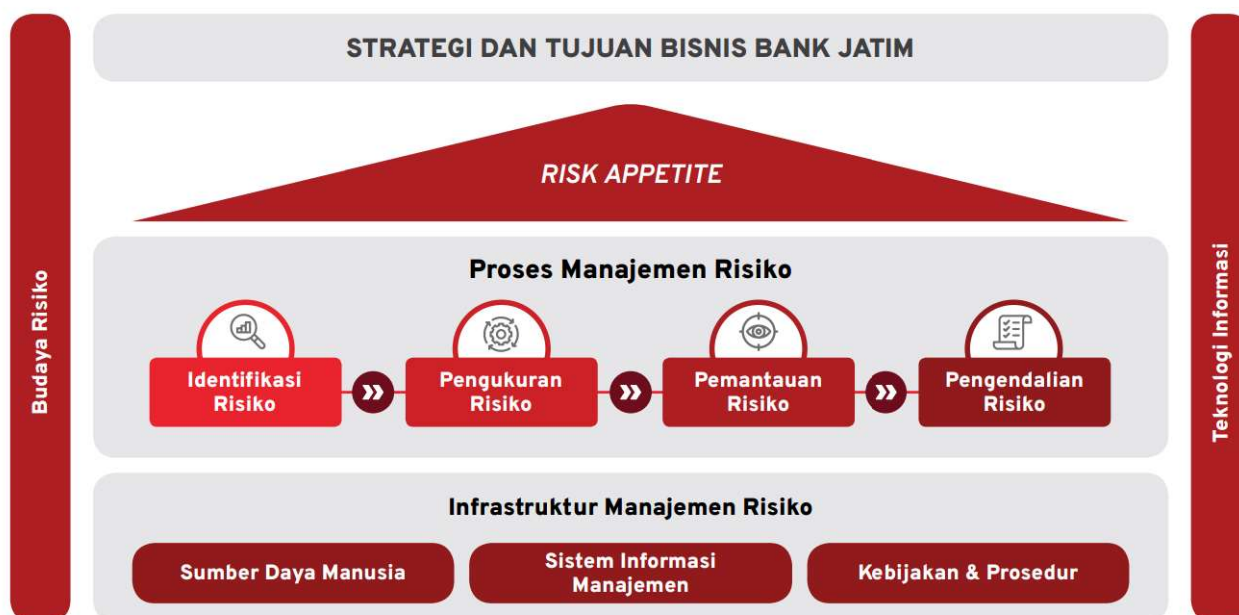 STRATEGI DAN TUJUAN BISNIS BANK JATIM
RISK APPETITE
Budaya Risiko
Proses Manajemen Risiko
Identifikasi
Risiko
Pengukuran
Risiko
Pemantauan
Risiko
Pengendalian
Risiko
Teknologi Informasi
Infrastruktur Manajemen Risiko
Sumber Daya Manusia
Sistem Informasi
Manajemen
Kebijakan & Prosedur